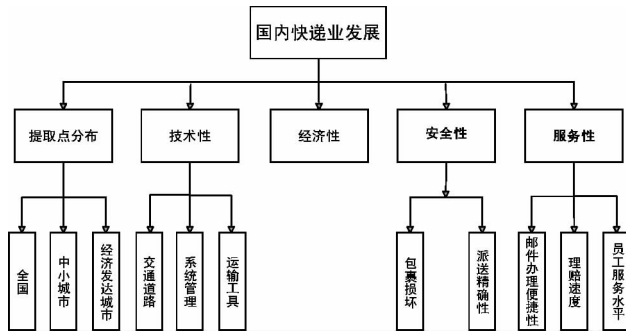 国内快递业发展
提取点分布
技术性
经济性
安全性
服务性
全国
中小城市
经济发达城市
交通道路
系统管理
运输工具
包裹损坏
派送精确性
邮件办理便捷性
理赔速度
员工服务水平